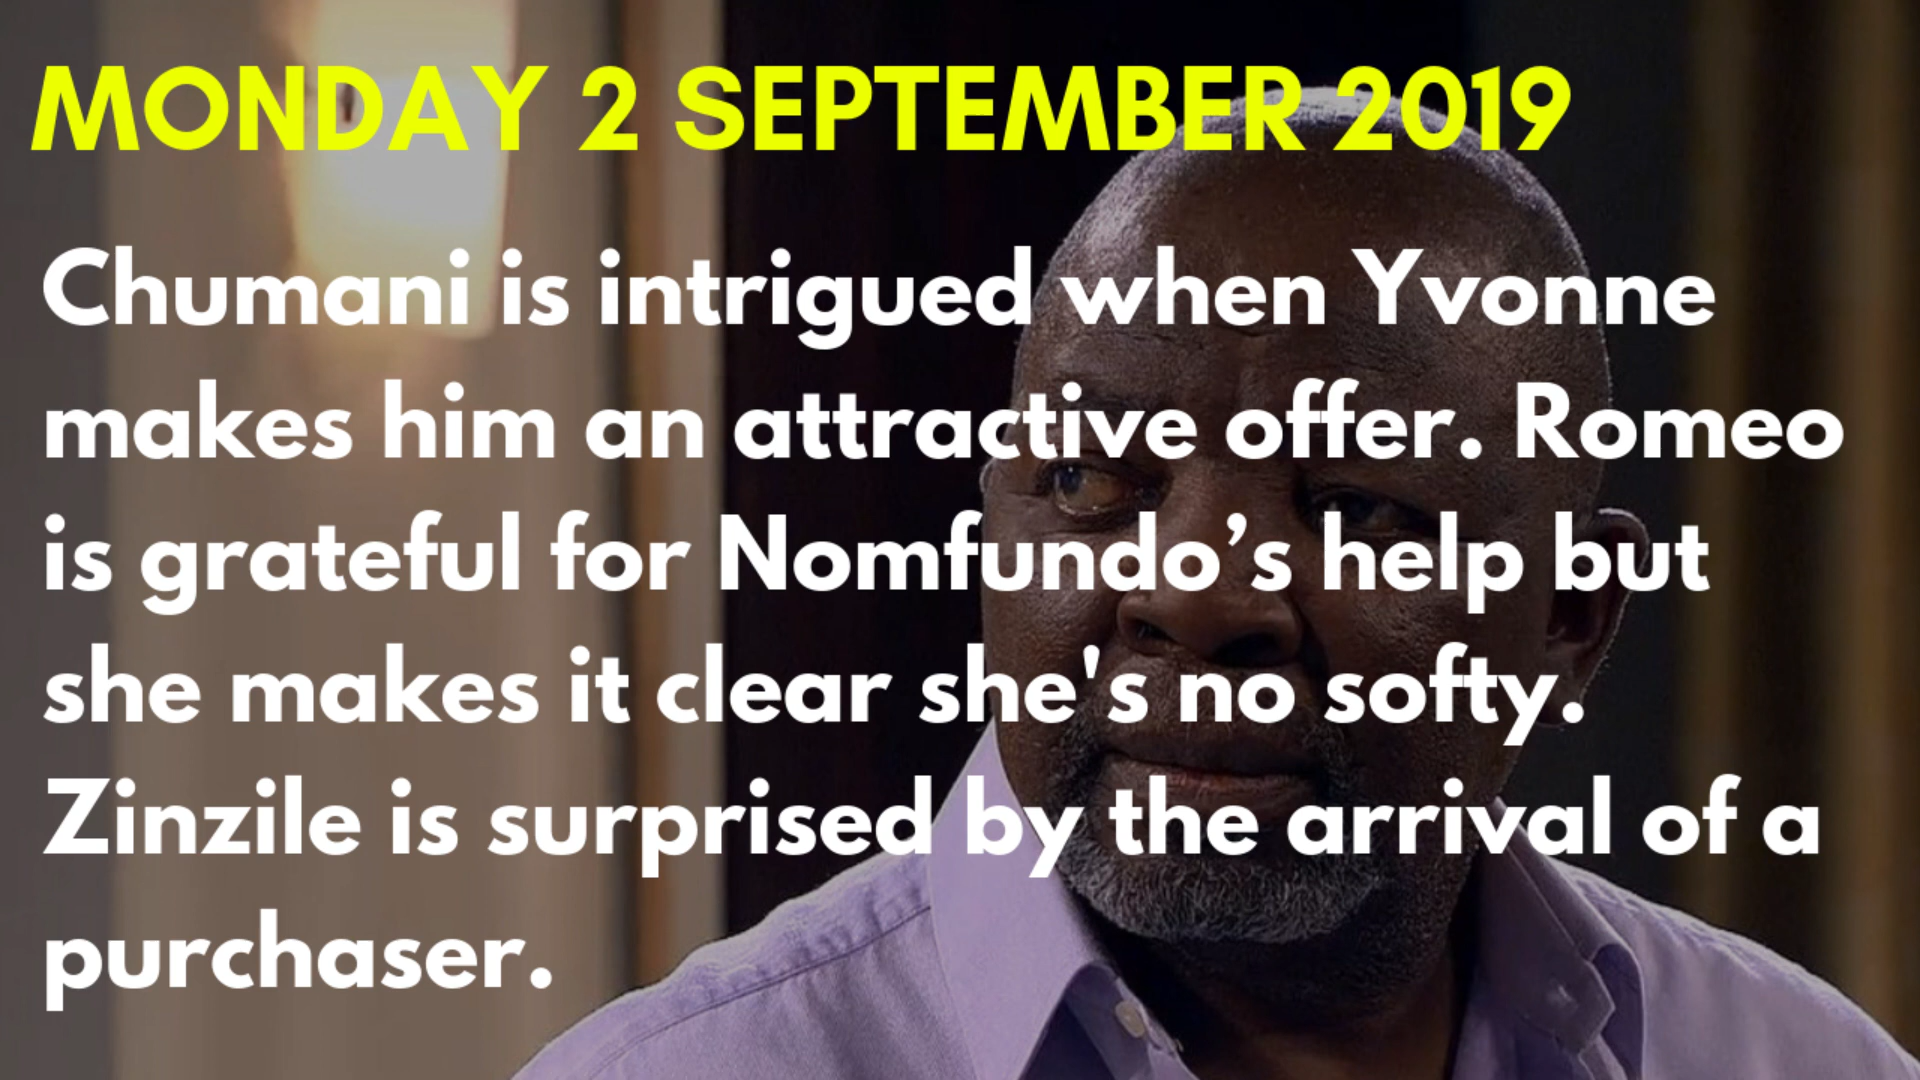 MONDAY 2 SEPTEMBER 2019
Chumani is intrigued when Yvonne
makes him an attractive offer. Romeo
is grateful for Nomfundo’s help but
she makes it clear she's no softy.
Zinzile is surprised by the arrival of a
purchaser.